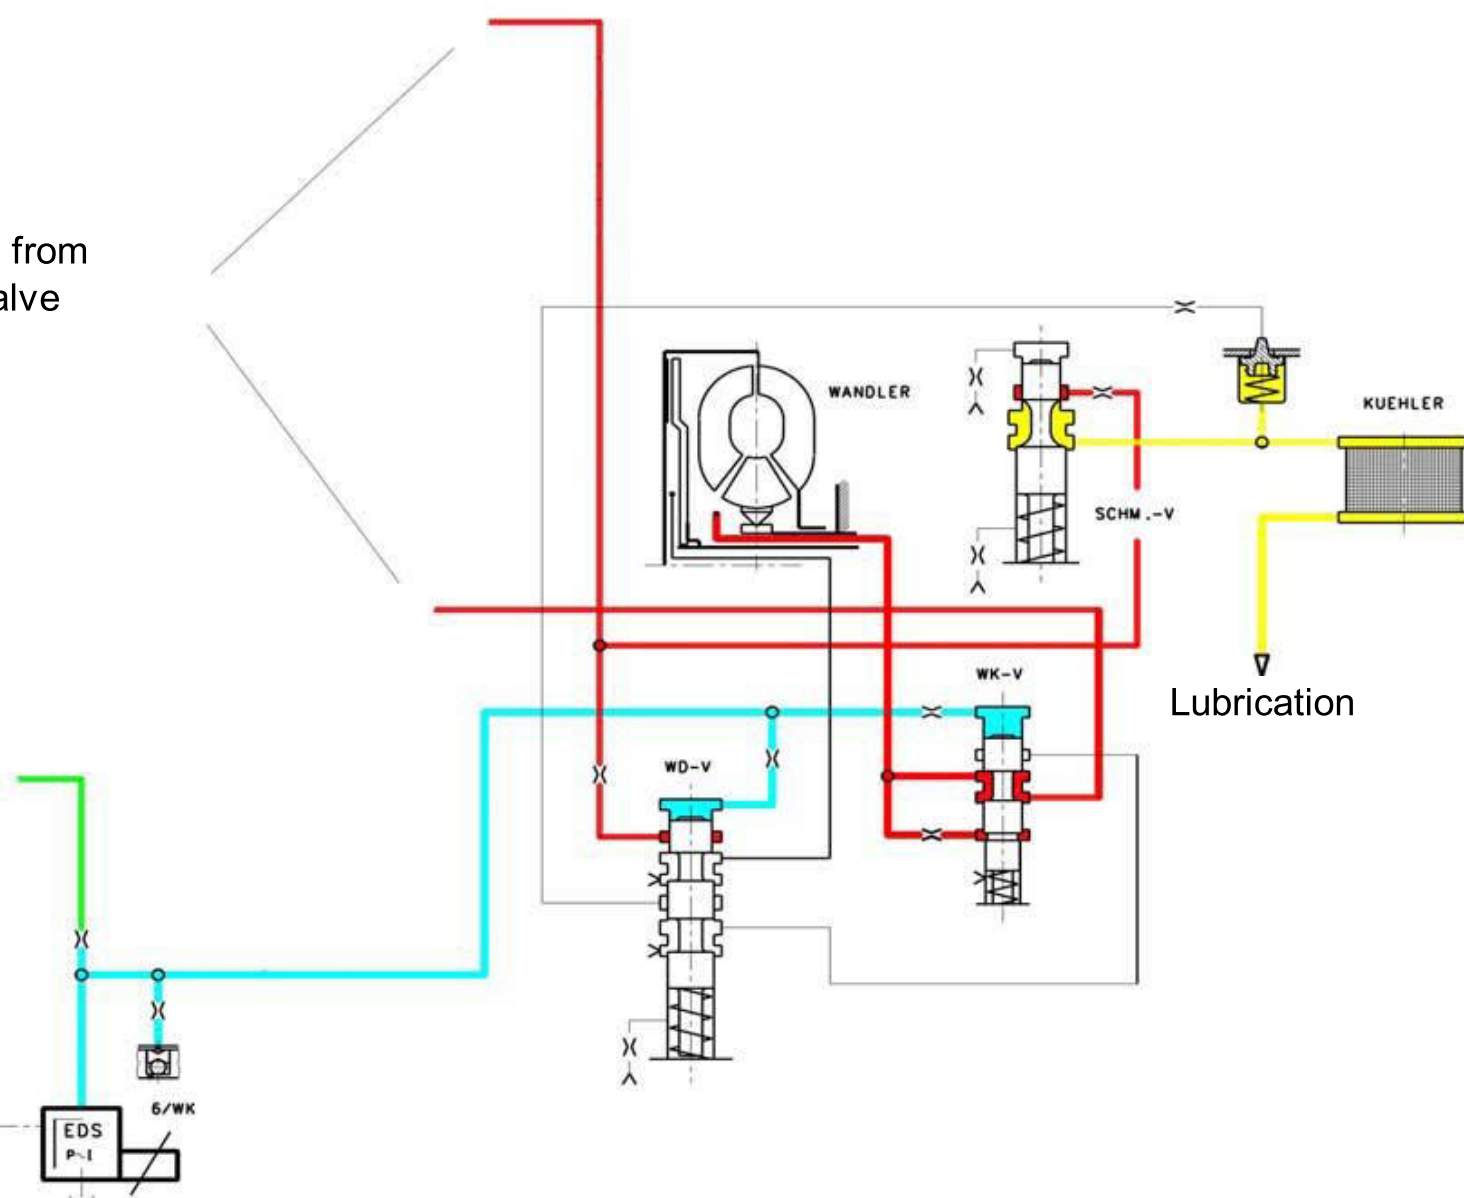 from
alve
WANDLER
KUEHLER
SCHM.-V
WK-V
Lubrication
WD-V
6/WK
EDS
P-I